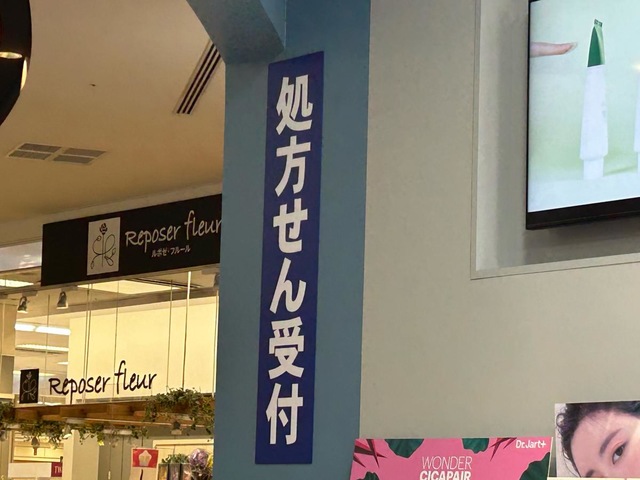 Reposer fleur
ルポゼ・フルール
Reposer fleur
処方せん受付
Dr.Jart+
WONDER
CICAPAIR